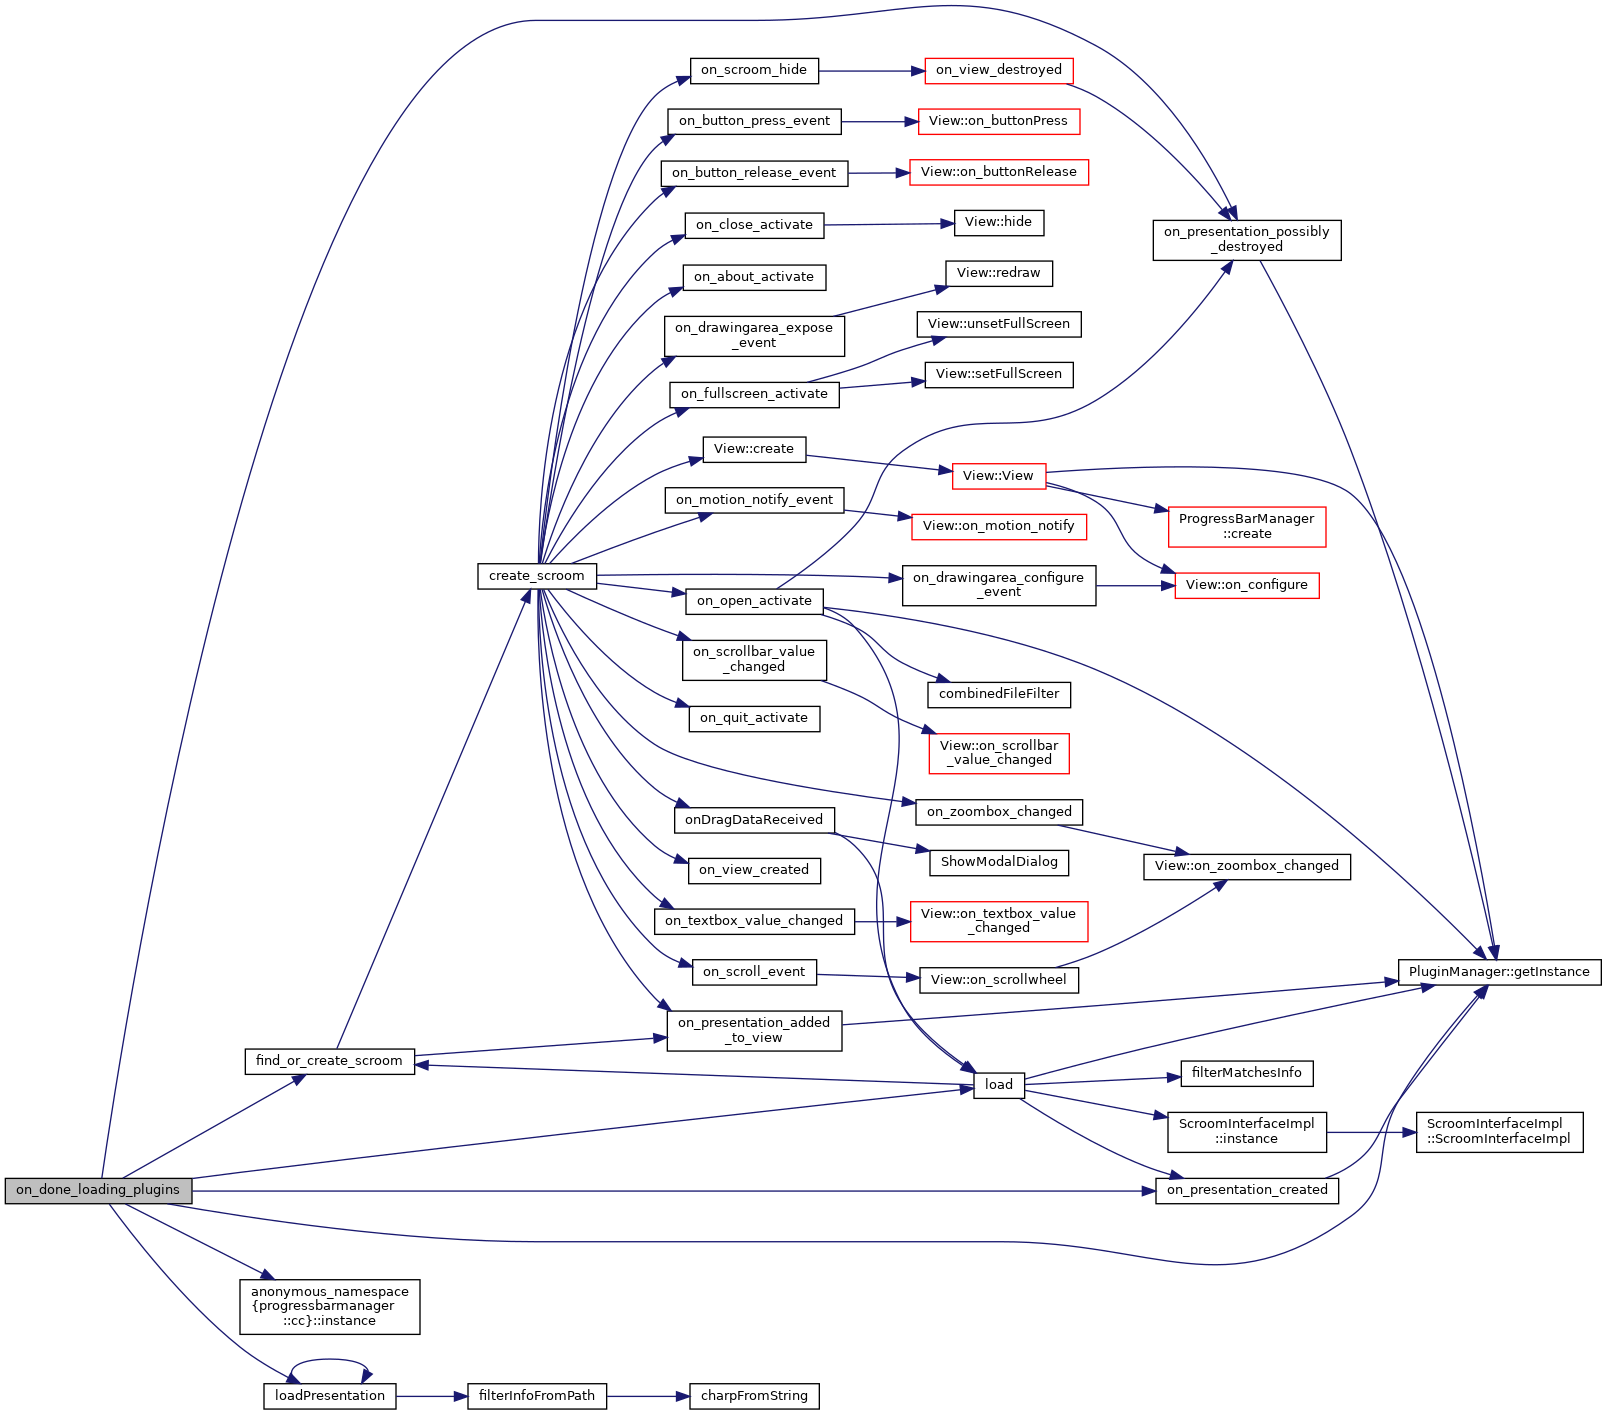 on_scroom_hide
on_view_destroyed
on_button_press_event
View::on_buttonPress
on_button_release_event
View::on_buttonRelease
on_close_activate
View::hide
on_presentation_possibly
_destroyed
on_about_activate
View::redraw
on_drawingarea_expose
_event
View::unsetFullScreen
on_fullscreen_activate
View::setFullScreen
View::create
View::View
on_motion_notify_event
View::on_motion_notify
ProgressBarManager
::create
create_scroom
on_drawingarea_configure
_event
View::on_configure
on_open_activate
on_scrollbar_value
_changed
combinedFileFilter
on_quit_activate
View::on_scrollbar
_value_changed
on_zoombox_changed
onDragDataReceived
ShowModalDialog
View::on_zoombox_changed
on_view_created
on_textbox_value_changed
View::on_textbox_value
_changed
on_scroll_event
View::on_scrollwheel
PluginManager::getInstance
on_presentation_added
_to_view
find_or_create_scroom
load
filterMatchesInfo
ScroomInterfaceImpl
::instance
ScroomInterfaceImpl
::ScroomInterfaceImpl
on_done_loading_plugins
on_presentation_created
anonymous_namespace
{progressbarmanager
::cc}::instance
loadPresentation
filterInfoFromPath
charpFromString